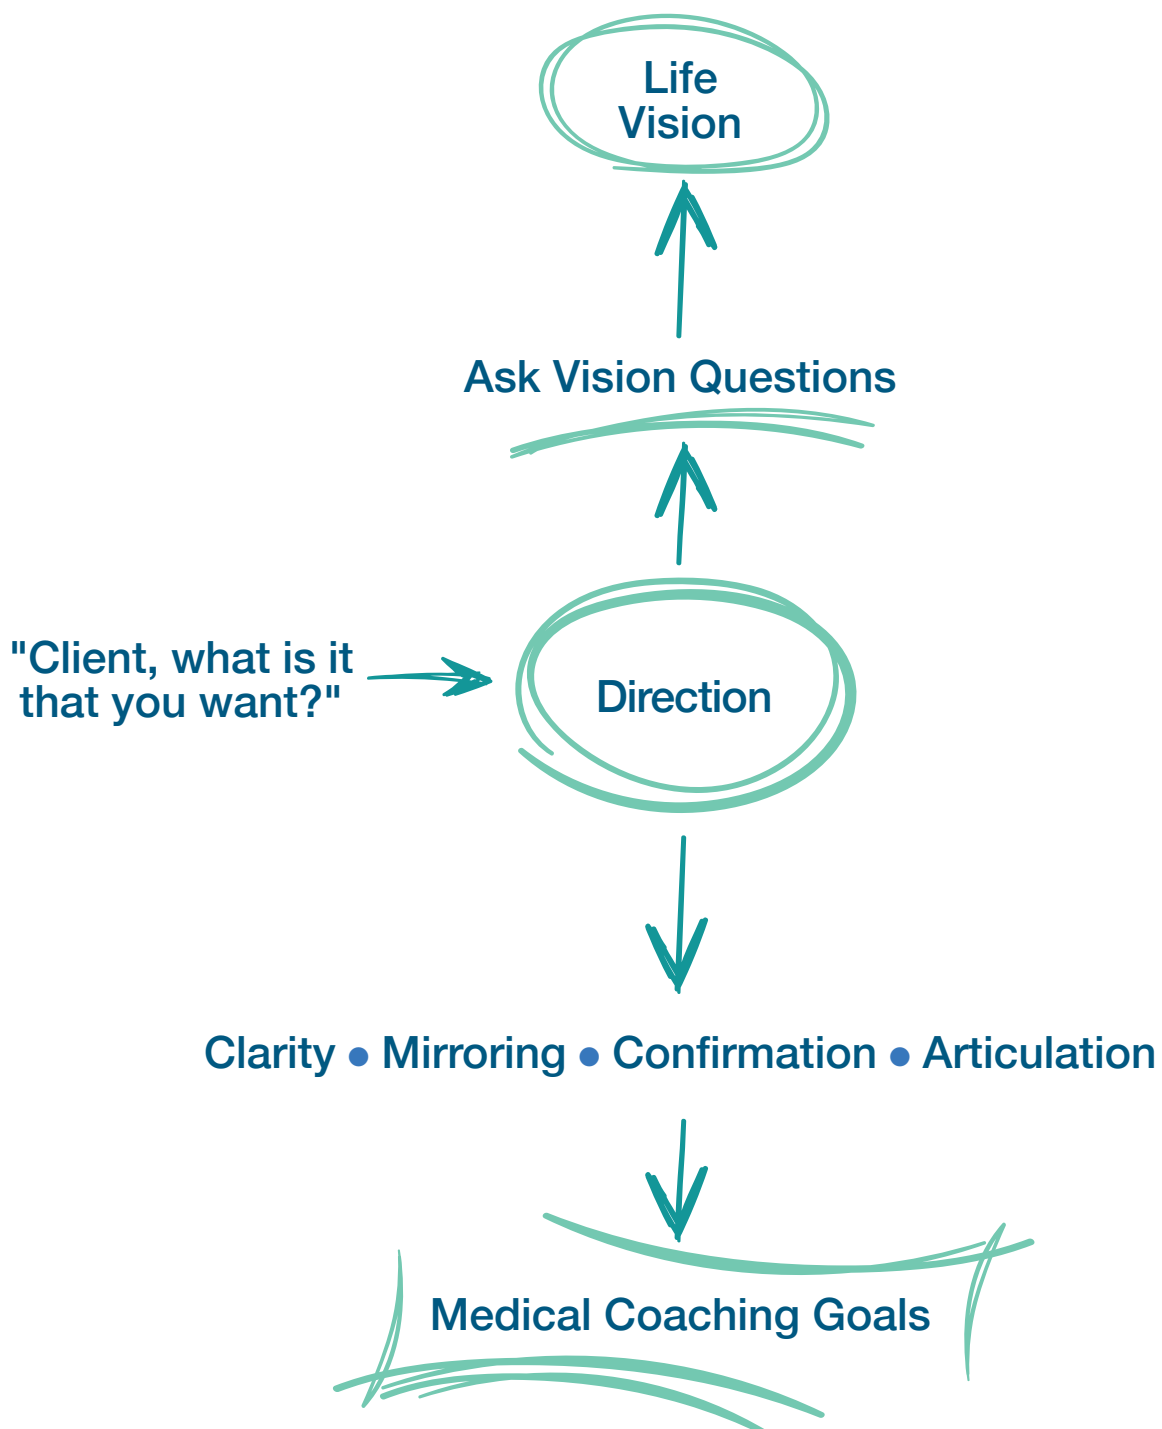 Life
Vision
Ask Vision Questions
"Client, what is it
that you want?"
Direction
Clarity ● Mirroring ● Confirmation ● Articulation
Medical Coaching Goals